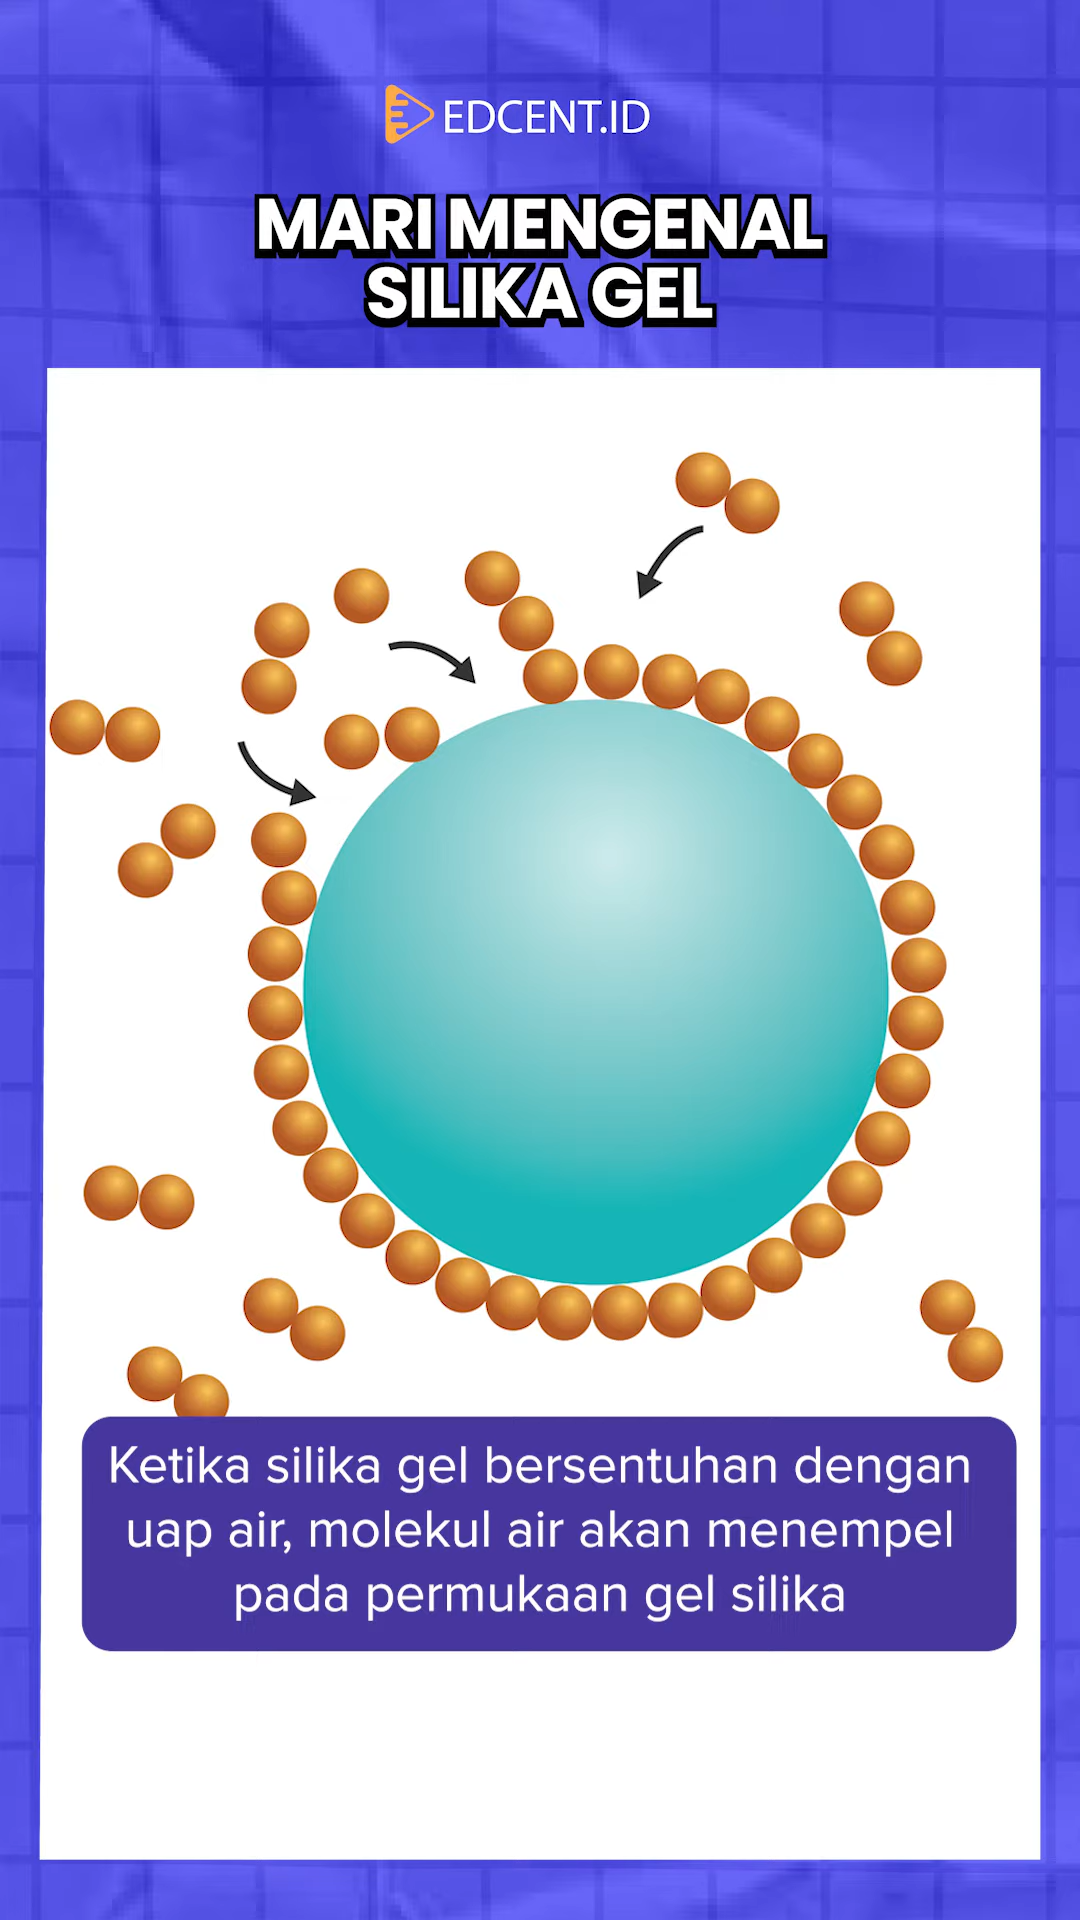 EDCENT.ID
MARI MENGENAL
SILIKA GEL
Ketika silika gel bersentuhan dengan
uap air, molekul air akan menempel
pada permukaan gel silika